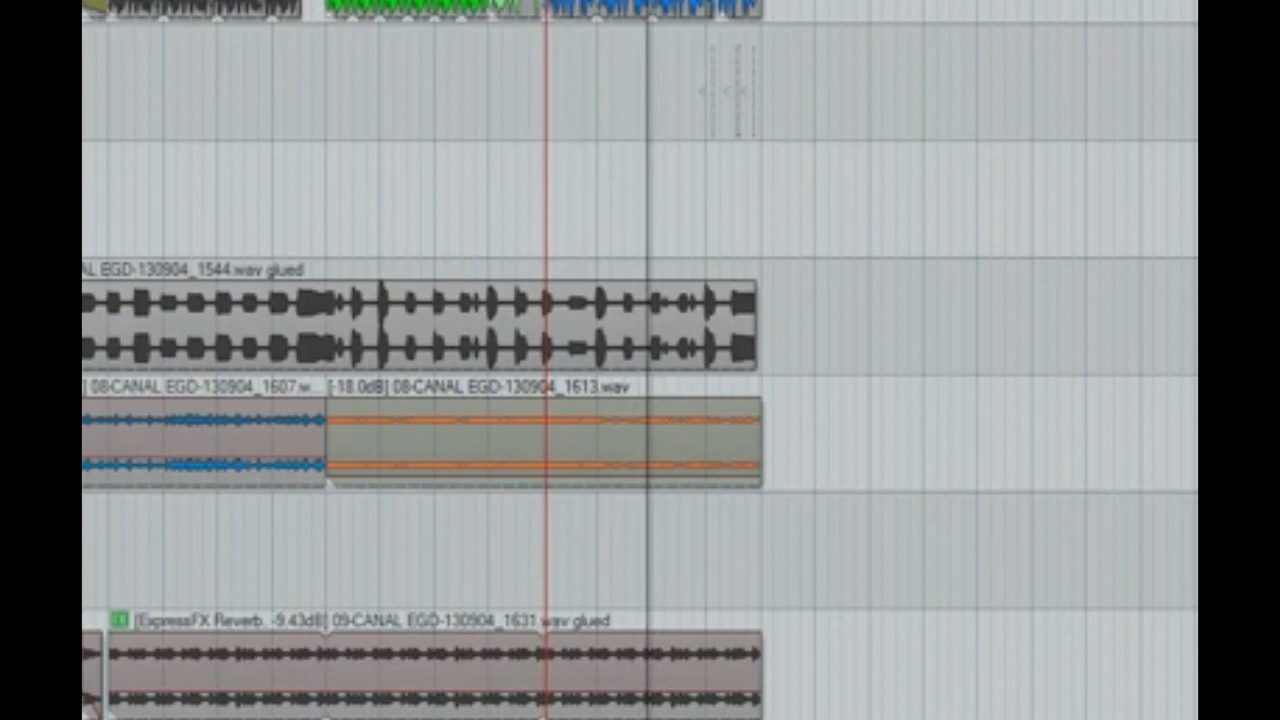 AL EGD-130904_1544.wav glued
] 08-CANAL EGD-130904_1607.w... [-18.0dB] 08-CANAL EGD-130904_1613.wav
FX [ExpressFX Reverb, -9.43dB] 09-CANAL EGD-130904_1631.wav glued